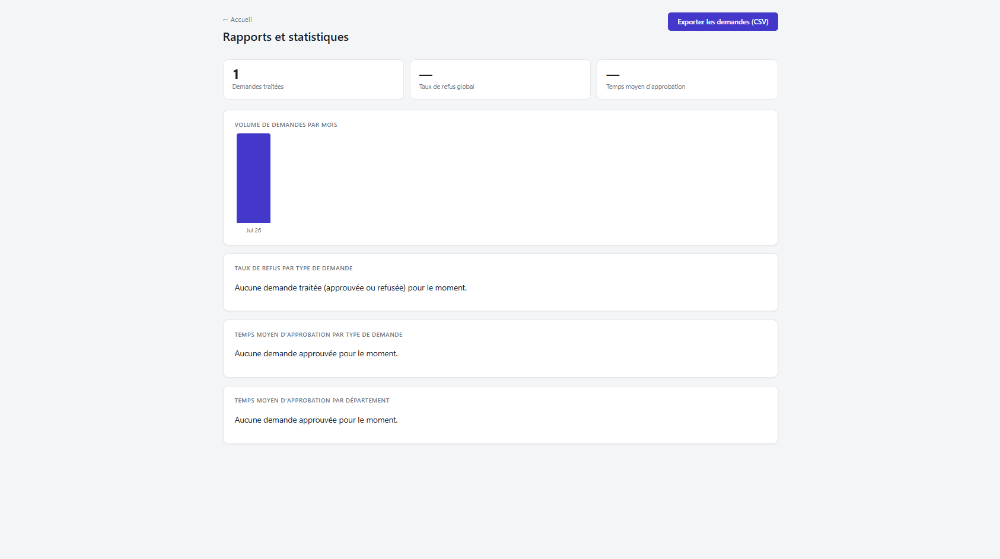 ← Accueil
Exporter les demandes (CSV)
Rapports et statistiques
1
Demandes traitées
—
Taux de refus global
—
Temps moyen d'approbation
VOLUME DE DEMANDES PAR MOIS
Jul 26
TAUX DE REFUS PAR TYPE DE DEMANDE
Aucune demande traitée (approuvée ou refusée) pour le moment.
TEMPS MOYEN D'APPROBATION PAR TYPE DE DEMANDE
Aucune demande approuvée pour le moment.
TEMPS MOYEN D'APPROBATION PAR DÉPARTEMENT
Aucune demande approuvée pour le moment.